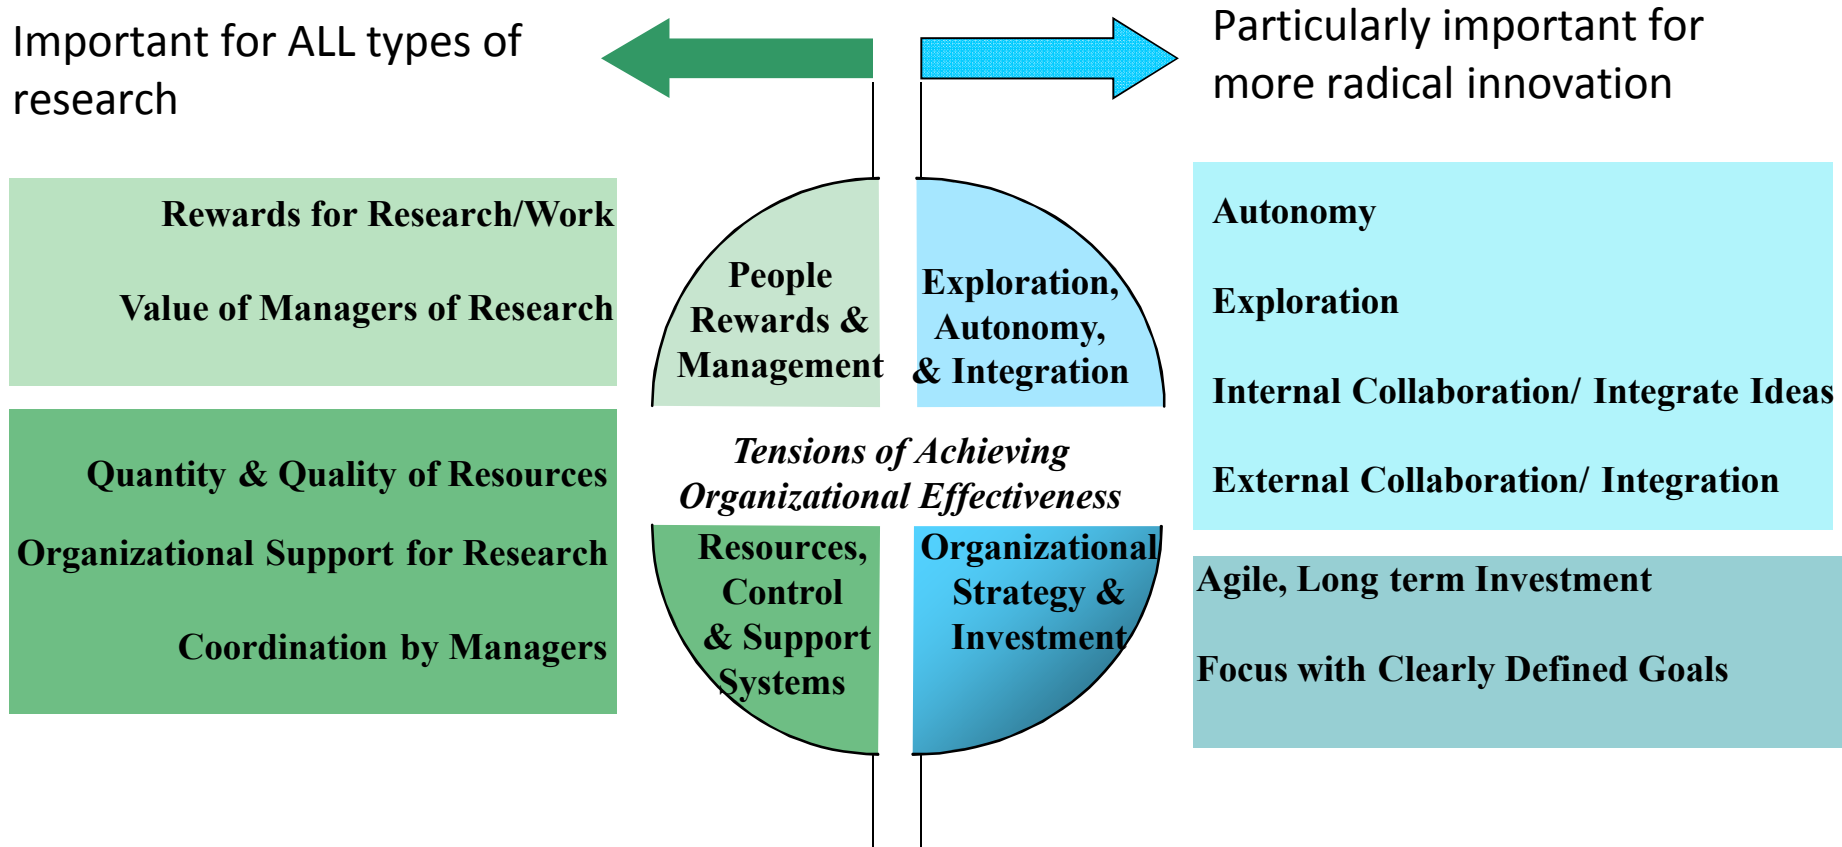 Important for ALL types of
research
Particularly important for
more radical innovation
Rewards for Research/Work
Value of Managers of Research
Quantity & Quality of Resources
Organizational Support for Research
Coordination by Managers
People
Rewards &
Management
Exploration,
Autonomy,
& Integration
Tensions of Achieving
Organizational Effectiveness
Resources,
Control
& Support
Systems
Organizational
Strategy &
Investment
Autonomy
Exploration
Internal Collaboration/ Integrate Ideas
External Collaboration/ Integration
Agile, Long term Investment
Focus with Clearly Defined Goals